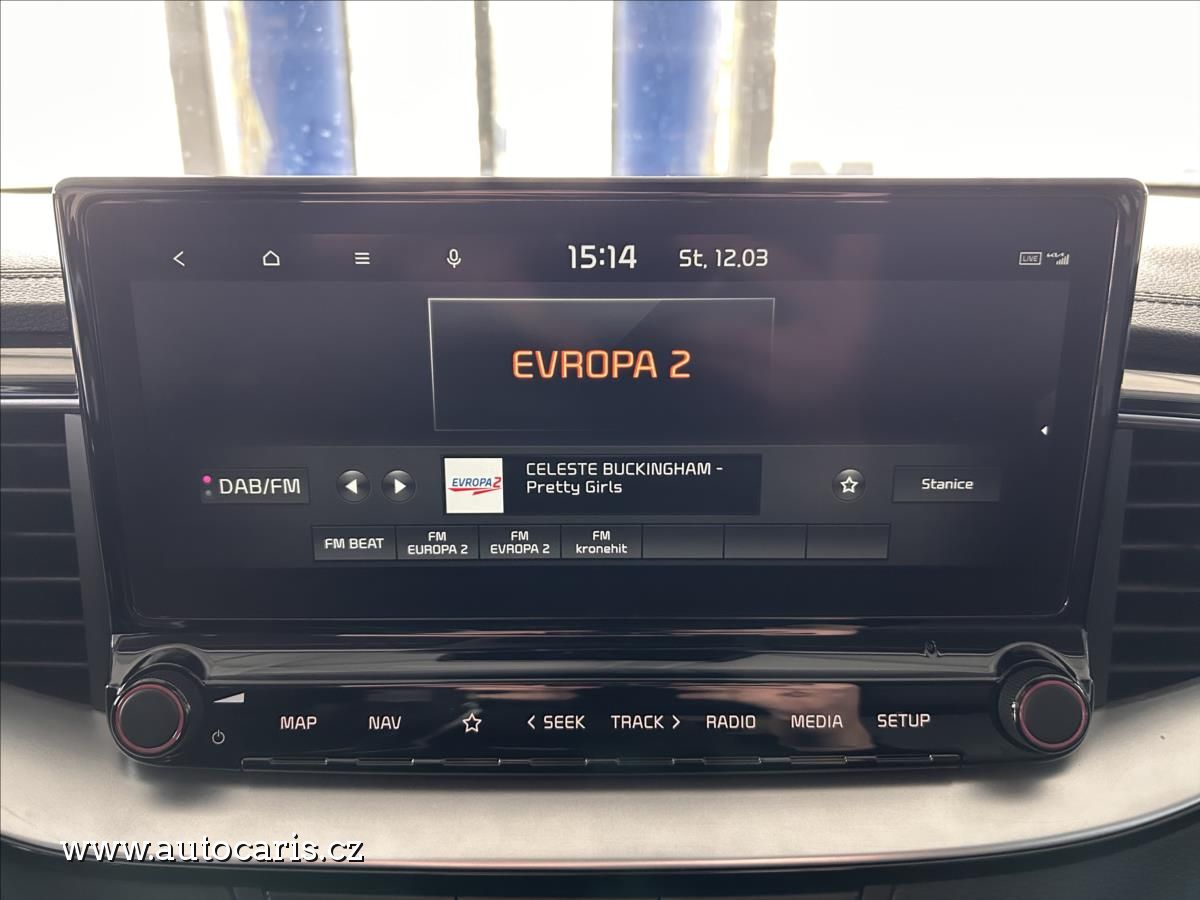 15:14 St, 12.03 LIVE
EVROPA 2
DAB/FM
EVROPA 2
CELESTE BUCKINGHAM -
Pretty Girls
Stanice
FM BEAT
FM
EUROPA 2
FM
EVROPA 2
FM
kronehit
MAP NAV < SEEK TRACK > RADIO MEDIA SETUP
www.autocaris.cz